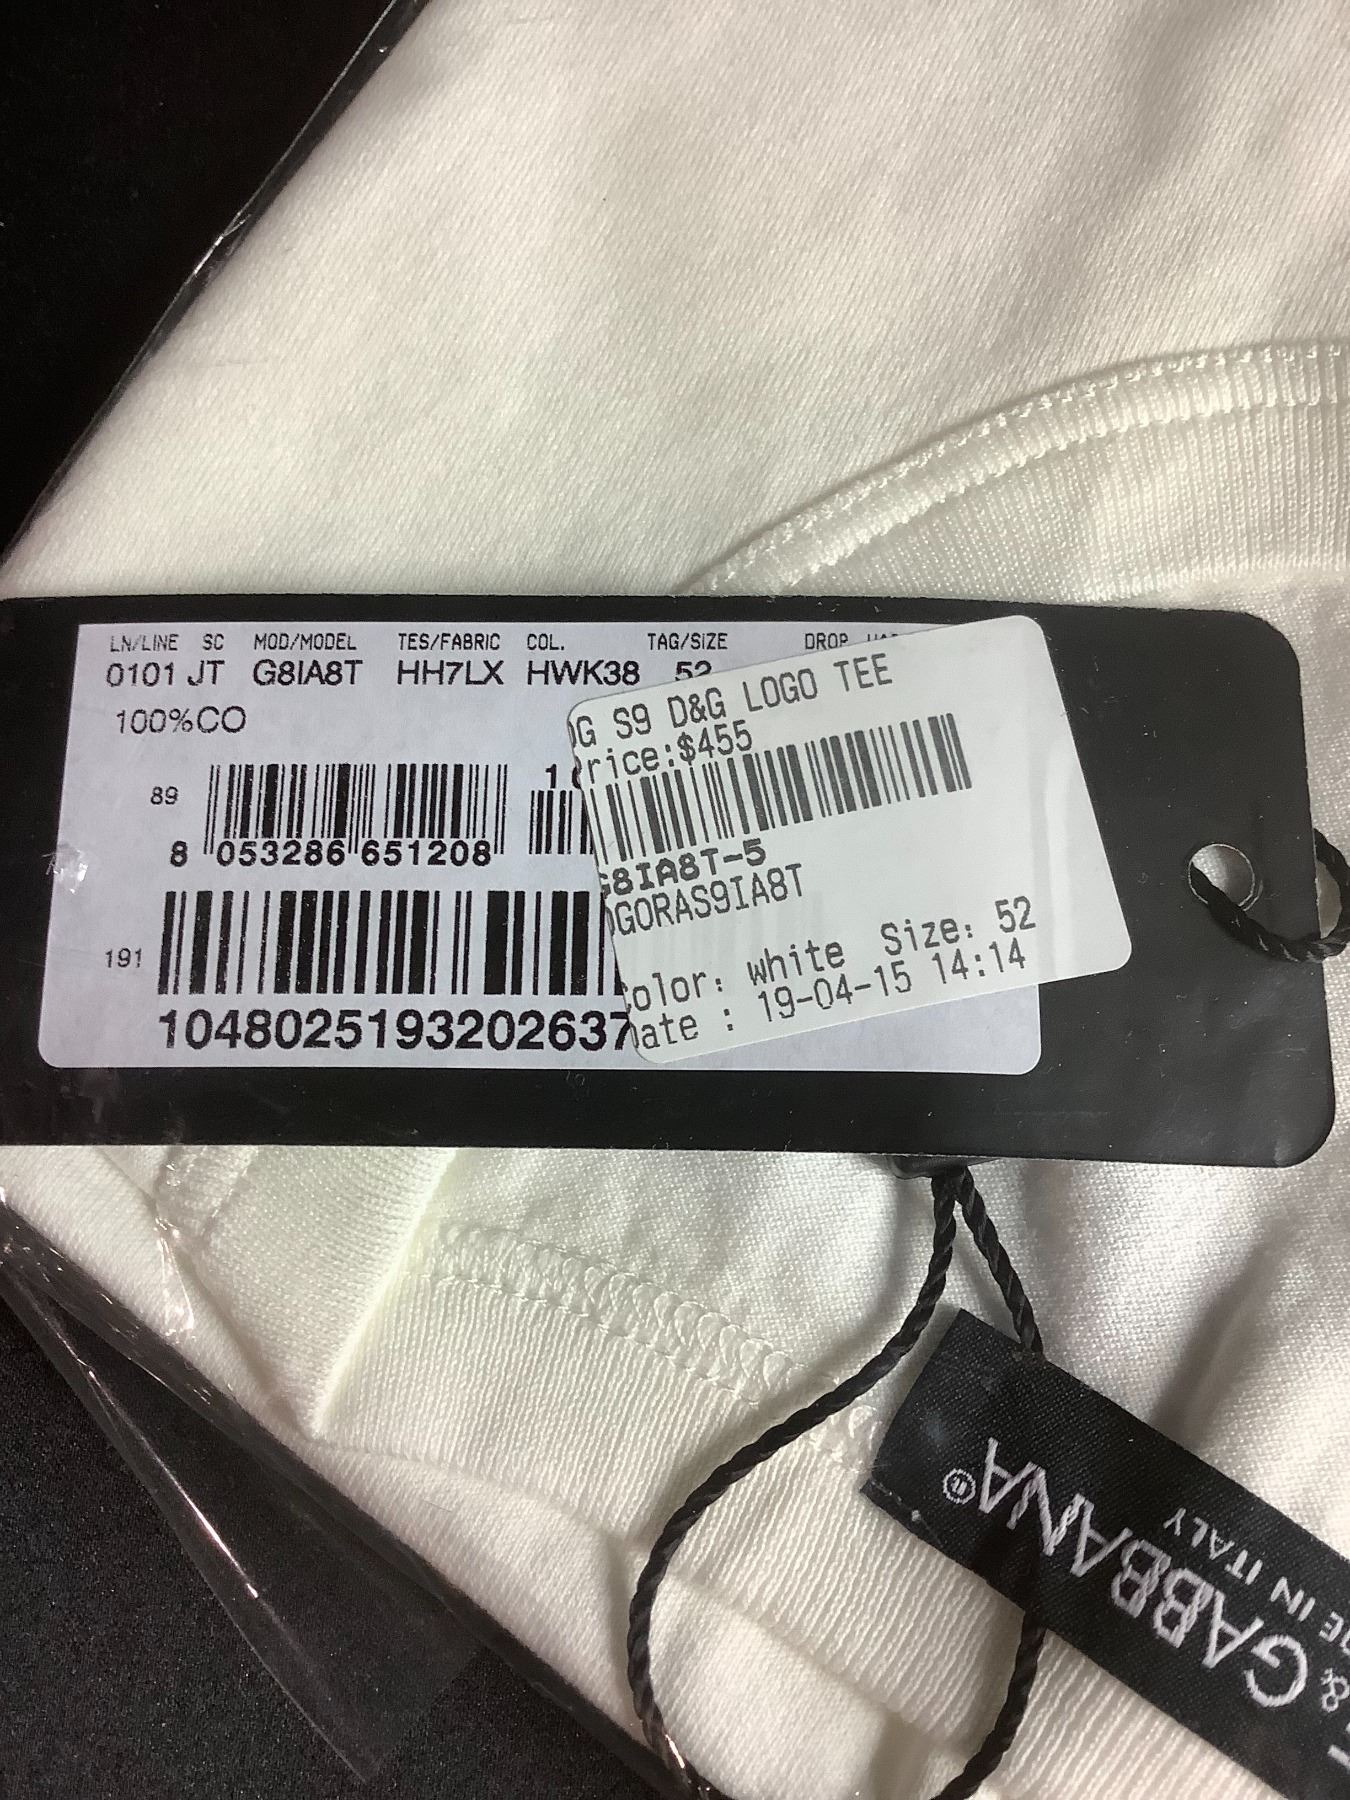 LN/LINE SC MOD/MODEL TES/FABRIC COL. TAG/SIZE DROP
0101 JT G8IA8T HH7LX HWK38 52
100%CO
89
8 053286 651208
191
1048025193202637
DG S9 D&G LOGO TEE
Price:$455
G8IA8T-5
DGORAS9IA8T
Color: white Size: 52
Date : 19-04-15 14:14
& GABBANA®
IN ITALY